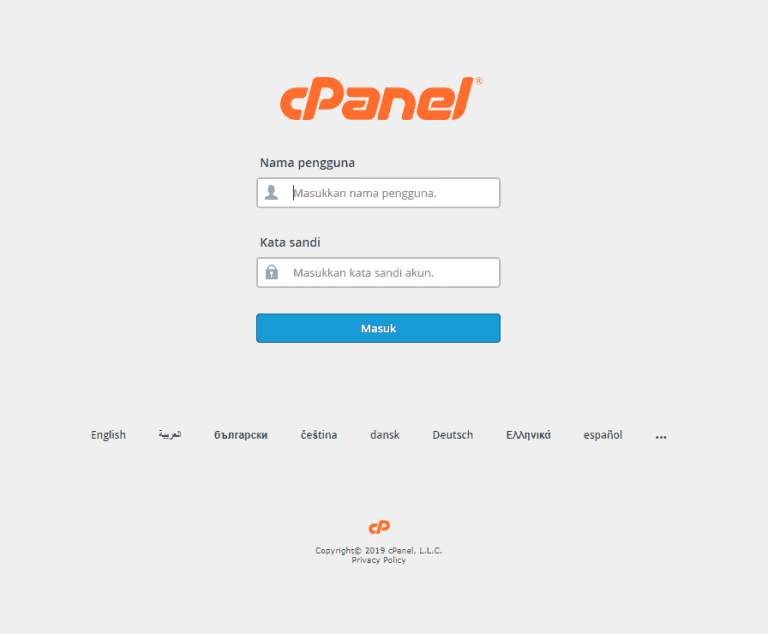 cPanel®
Nama pengguna
Masukkan nama pengguna.
Kata sandi
Masukkan kata sandi akun.
Masuk
English العربية български čeština dansk Deutsch Ελληνικά español ...
cP
Copyright© 2019 cPanel, L.L.C.
Privacy Policy